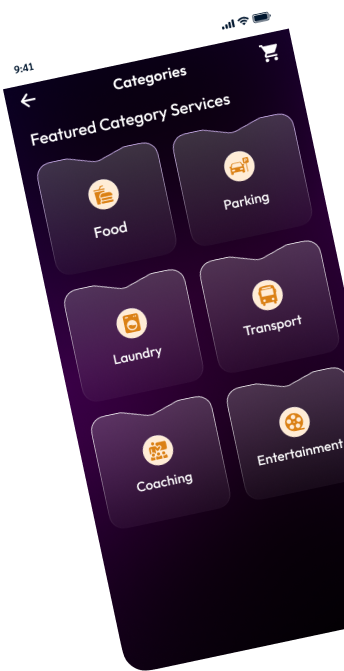 9:41
Categories
Featured Category Services
Food
Parking
Laundry
Transport
Coaching
Entertainment